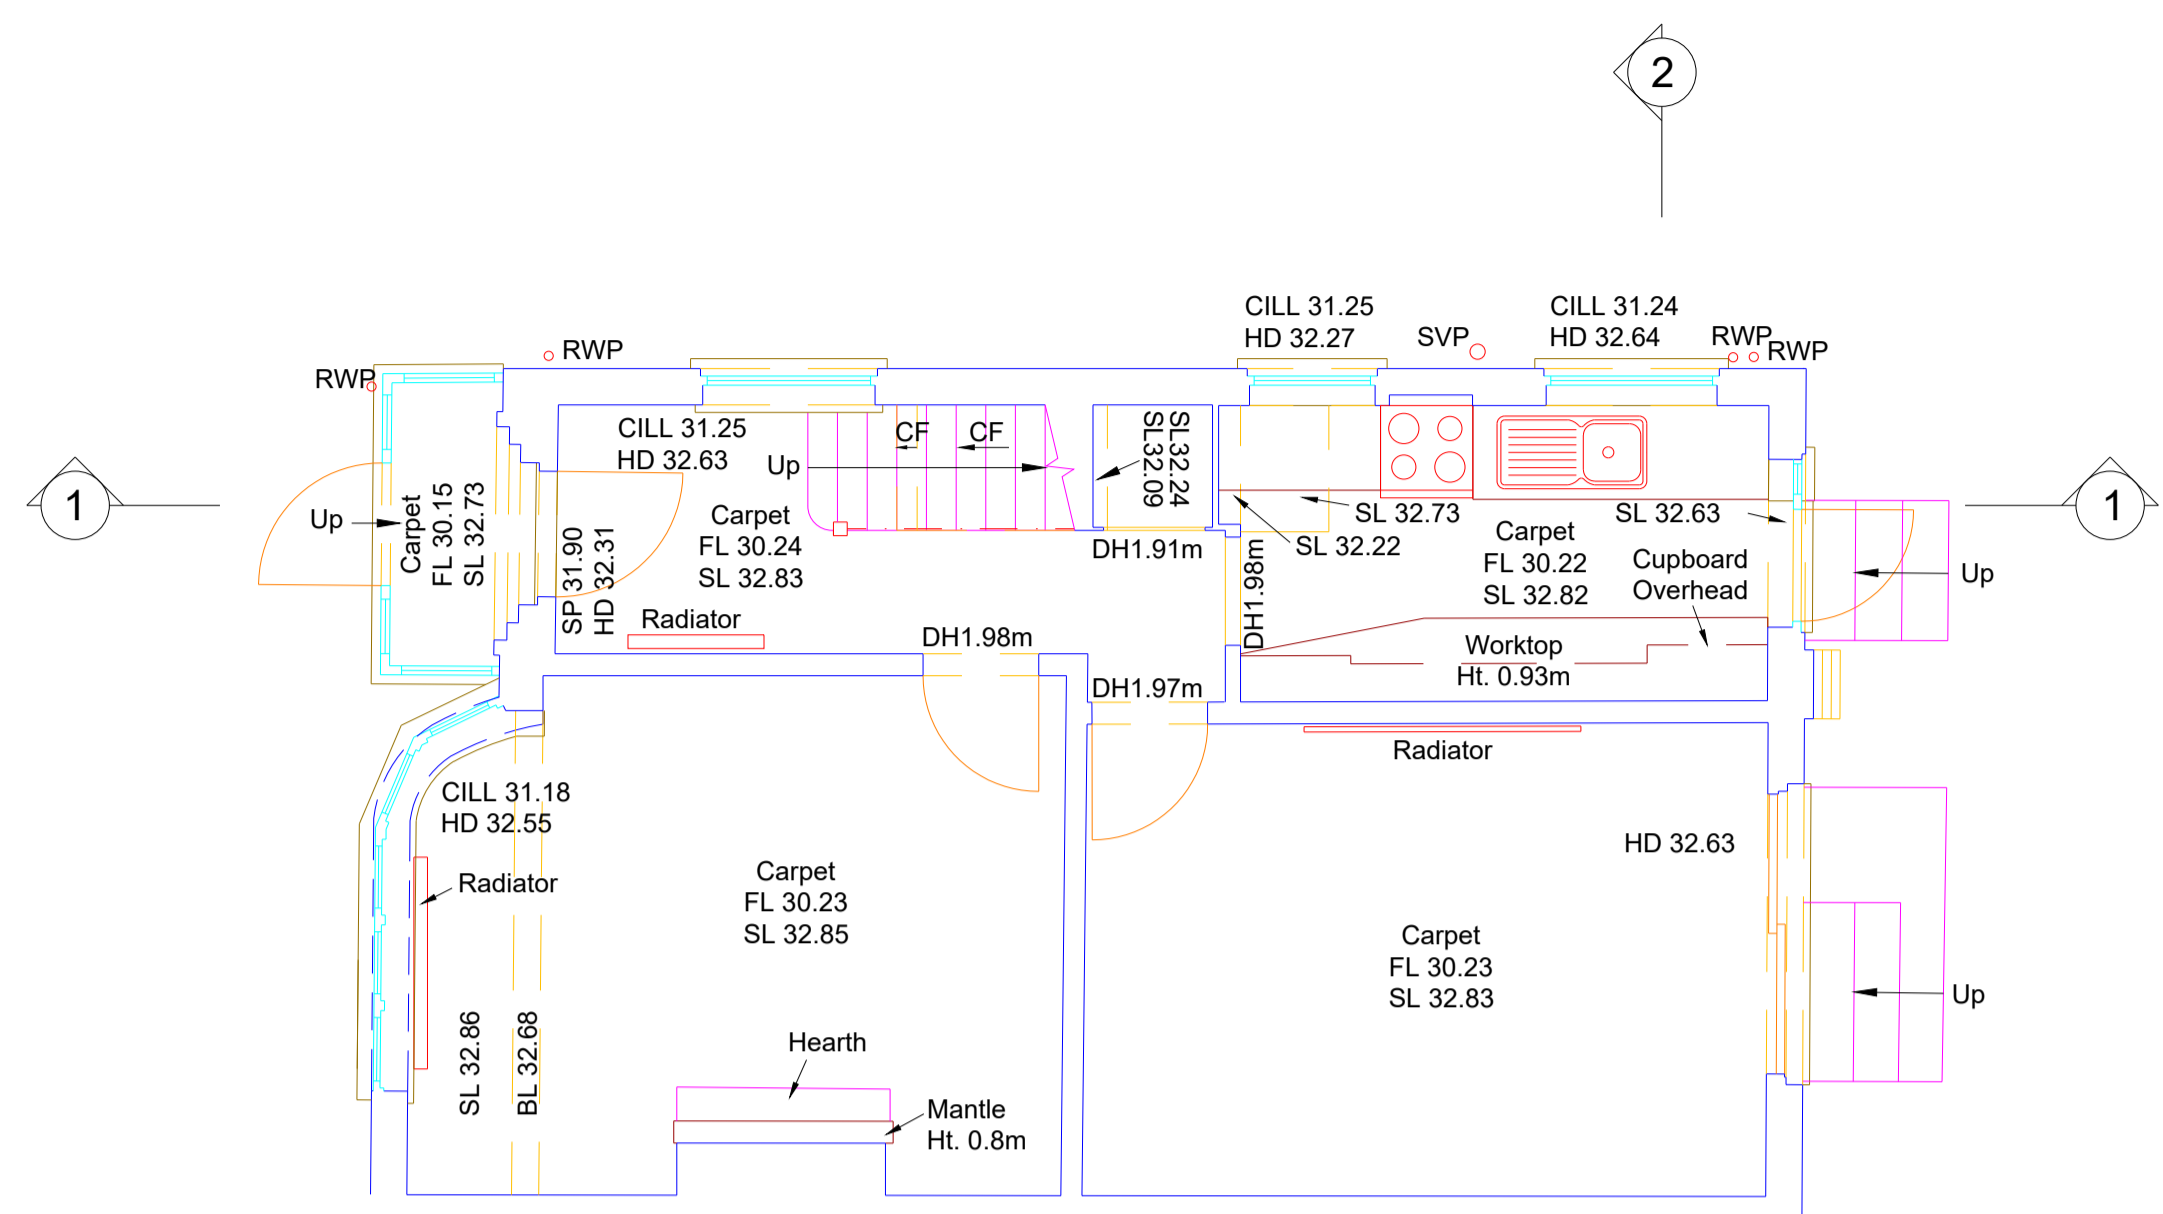 2
CILL 31.25
HD 32.27
SVP
CILL 31.24
HD 32.64
RWP
RWP
RWP
RWP
CILL 31.25
HD 32.63
Up
CF
CF
SL32.24
SL32.09
1
Up
Carpet
FL 30.15
SL 32.73
SP 31.90
HD 32.31
Carpet
FL 30.24
SL 32.83
Radiator
DH1.98m
DH1.91m
DH1.98m
SL 32.73
SL 32.22
SL 32.63
Carpet
FL 30.22
SL 32.82
Cupboard
Overhead
Up
1
Worktop
Ht. 0.93m
DH1.97m
Radiator
CILL 31.18
HD 32.55
Radiator
Carpet
FL 30.23
SL 32.85
HD 32.63
Carpet
FL 30.23
SL 32.83
Up
SL 32.86
BL 32.68
Hearth
Mantle
Ht. 0.8m